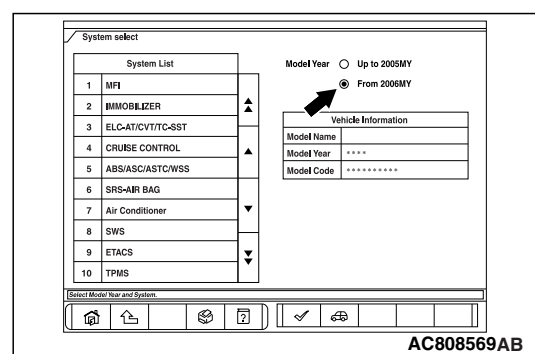 System select
System List
1 MFI
2 IMMOBILIZER
3 ELC-AT/CVT/TC-SST
4 CRUISE CONTROL
5 ABS/ASC/ASTC/WSS
6 SRS-AIR BAG
7 Air Conditioner
8 SWS
9 ETACS
10 TPMS
Model Year Up to 2005MY
From 2006MY
Vehicle Information
Model Name
Model Year ****
Model Code **********
Select Model Year and System.
?
AC808569AB